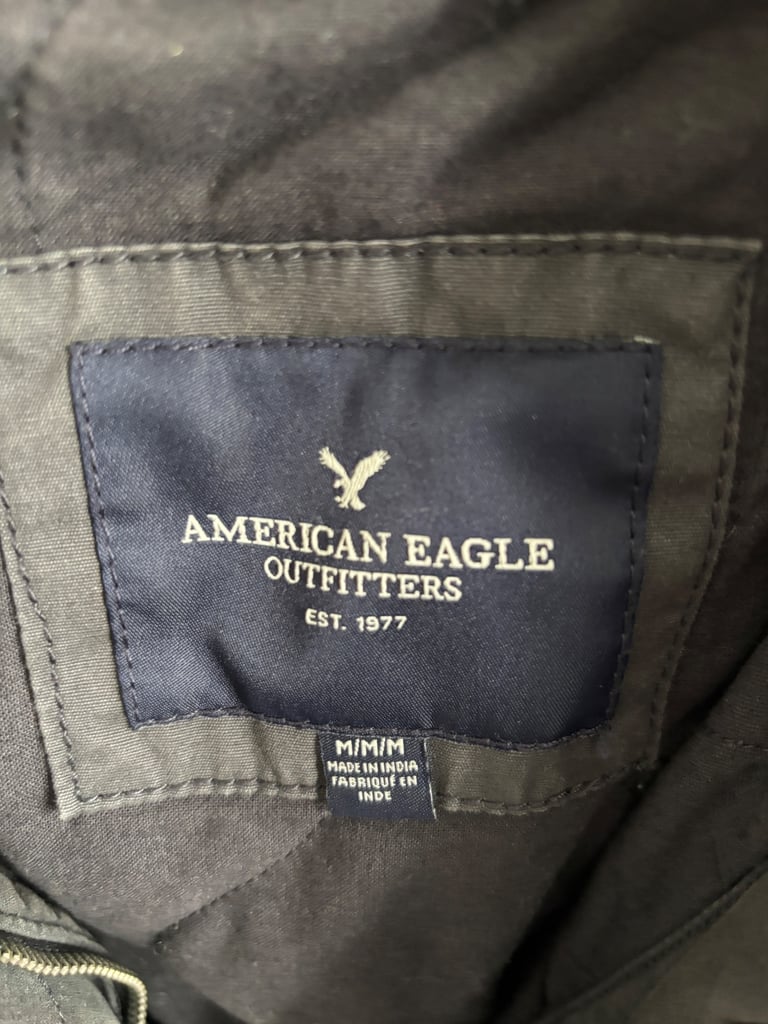 AMERICAN EAGLE
OUTFITTERS
EST. 1977
M/M/M
MADE IN INDIA
FABRIQUÉ EN
INDE